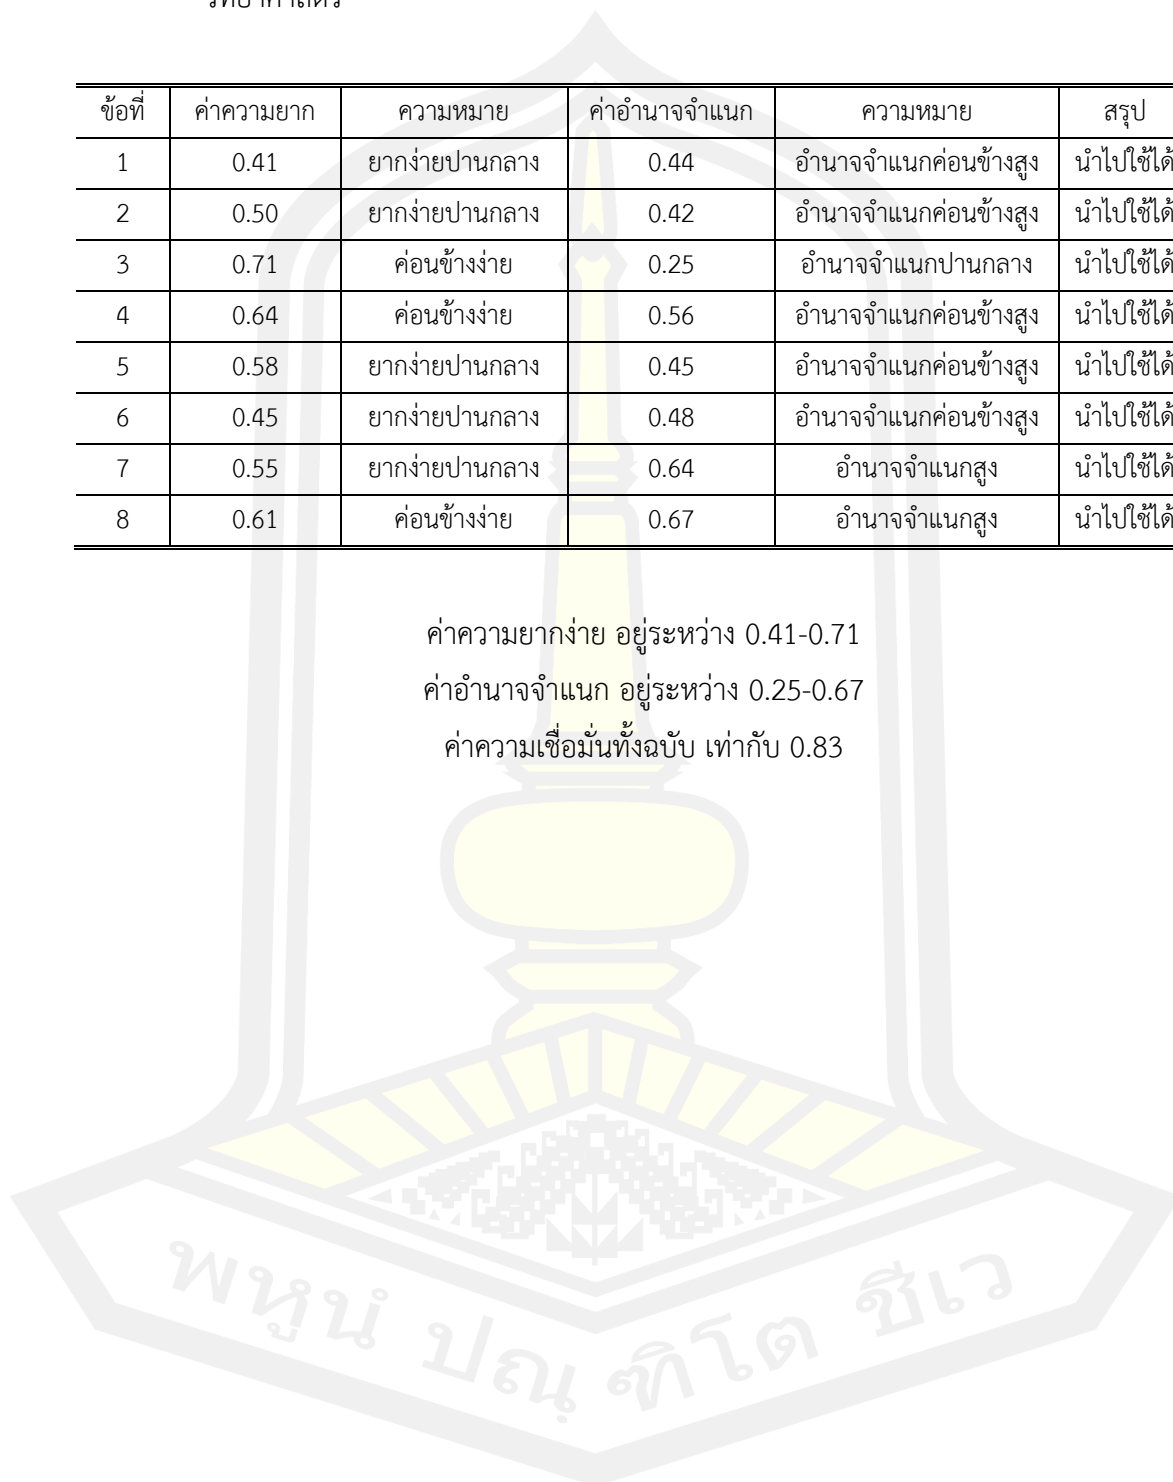 ข้อที่ ค่าความยาก ความหมาย ค่าอำนาจจำแนก ความหมาย สรุป
1 0.41 ยากง่ายปานกลาง 0.44 อำนาจจำแนกค่อนข้างสูง นำไปใช้ได้
2 0.50 ยากง่ายปานกลาง 0.42 อำนาจจำแนกค่อนข้างสูง นำไปใช้ได้
3 0.71 ค่อนข้างง่าย 0.25 อำนาจจำแนกปานกลาง นำไปใช้ได้
4 0.64 ค่อนข้างง่าย 0.56 อำนาจจำแนกค่อนข้างสูง นำไปใช้ได้
5 0.58 ยากง่ายปานกลาง 0.45 อำนาจจำแนกค่อนข้างสูง นำไปใช้ได้
6 0.45 ยากง่ายปานกลาง 0.48 อำนาจจำแนกค่อนข้างสูง นำไปใช้ได้
7 0.55 ยากง่ายปานกลาง 0.64 อำนาจจำแนกสูง นำไปใช้ได้
8 0.61 ค่อนข้างง่าย 0.67 อำนาจจำแนกสูง นำไปใช้ได้
ค่าความยากง่าย อยู่ระหว่าง 0.41-0.71
ค่าอำนาจจำแนก อยู่ระหว่าง 0.25-0.67
ค่าความเชื่อมั่นทั้งฉบับ เท่ากับ 0.83
พหูนํ ปณฺฑิโต ชีเว